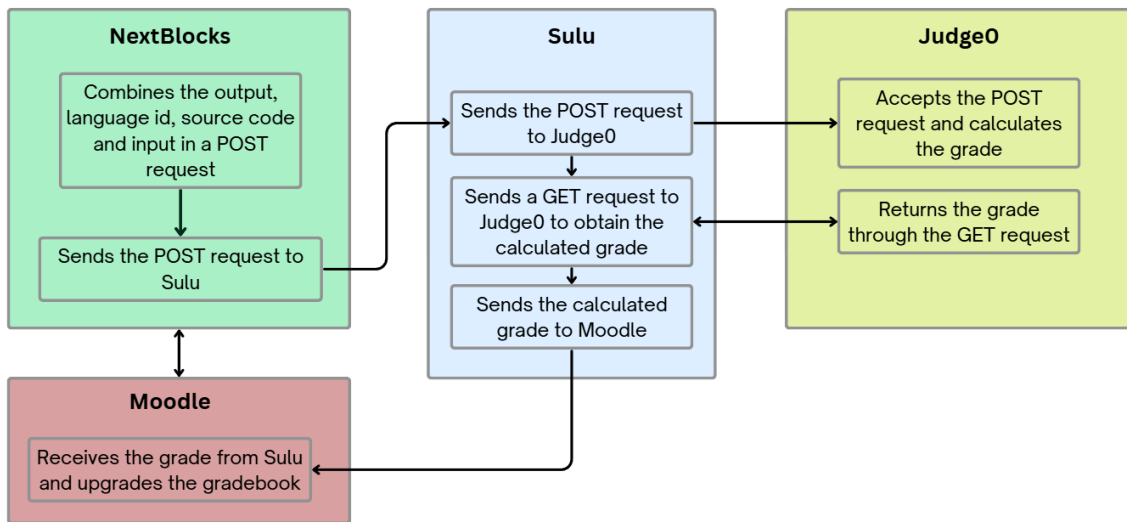 NextBlocks
Combines the output,
language id, source code
and input in a POST
request
Sends the POST request to
Sulu
Sulu
Sends the POST request
to Judge0
Sends a GET request to
Judge0 to obtain the
calculated grade
Sends the calculated
grade to Moodle
Judge0
Accepts the POST
request and calculates
the grade
Returns the grade
through the GET request
Moodle
Receives the grade from Sulu
and upgrades the gradebook